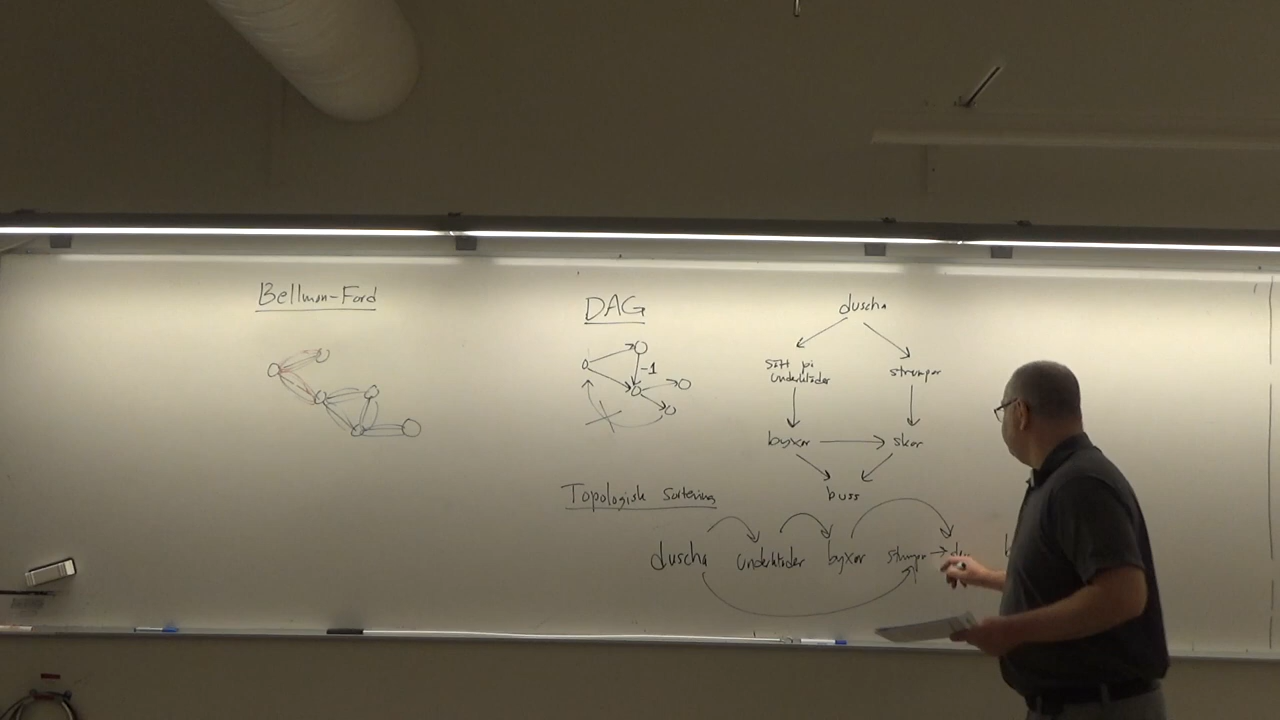 Bellman-Ford
DAG
-1
duscha
Sätt på
underkläder
strumpor
byxor
skor
buss
Topologisk sortering
duscha underkläder byxor strumpor